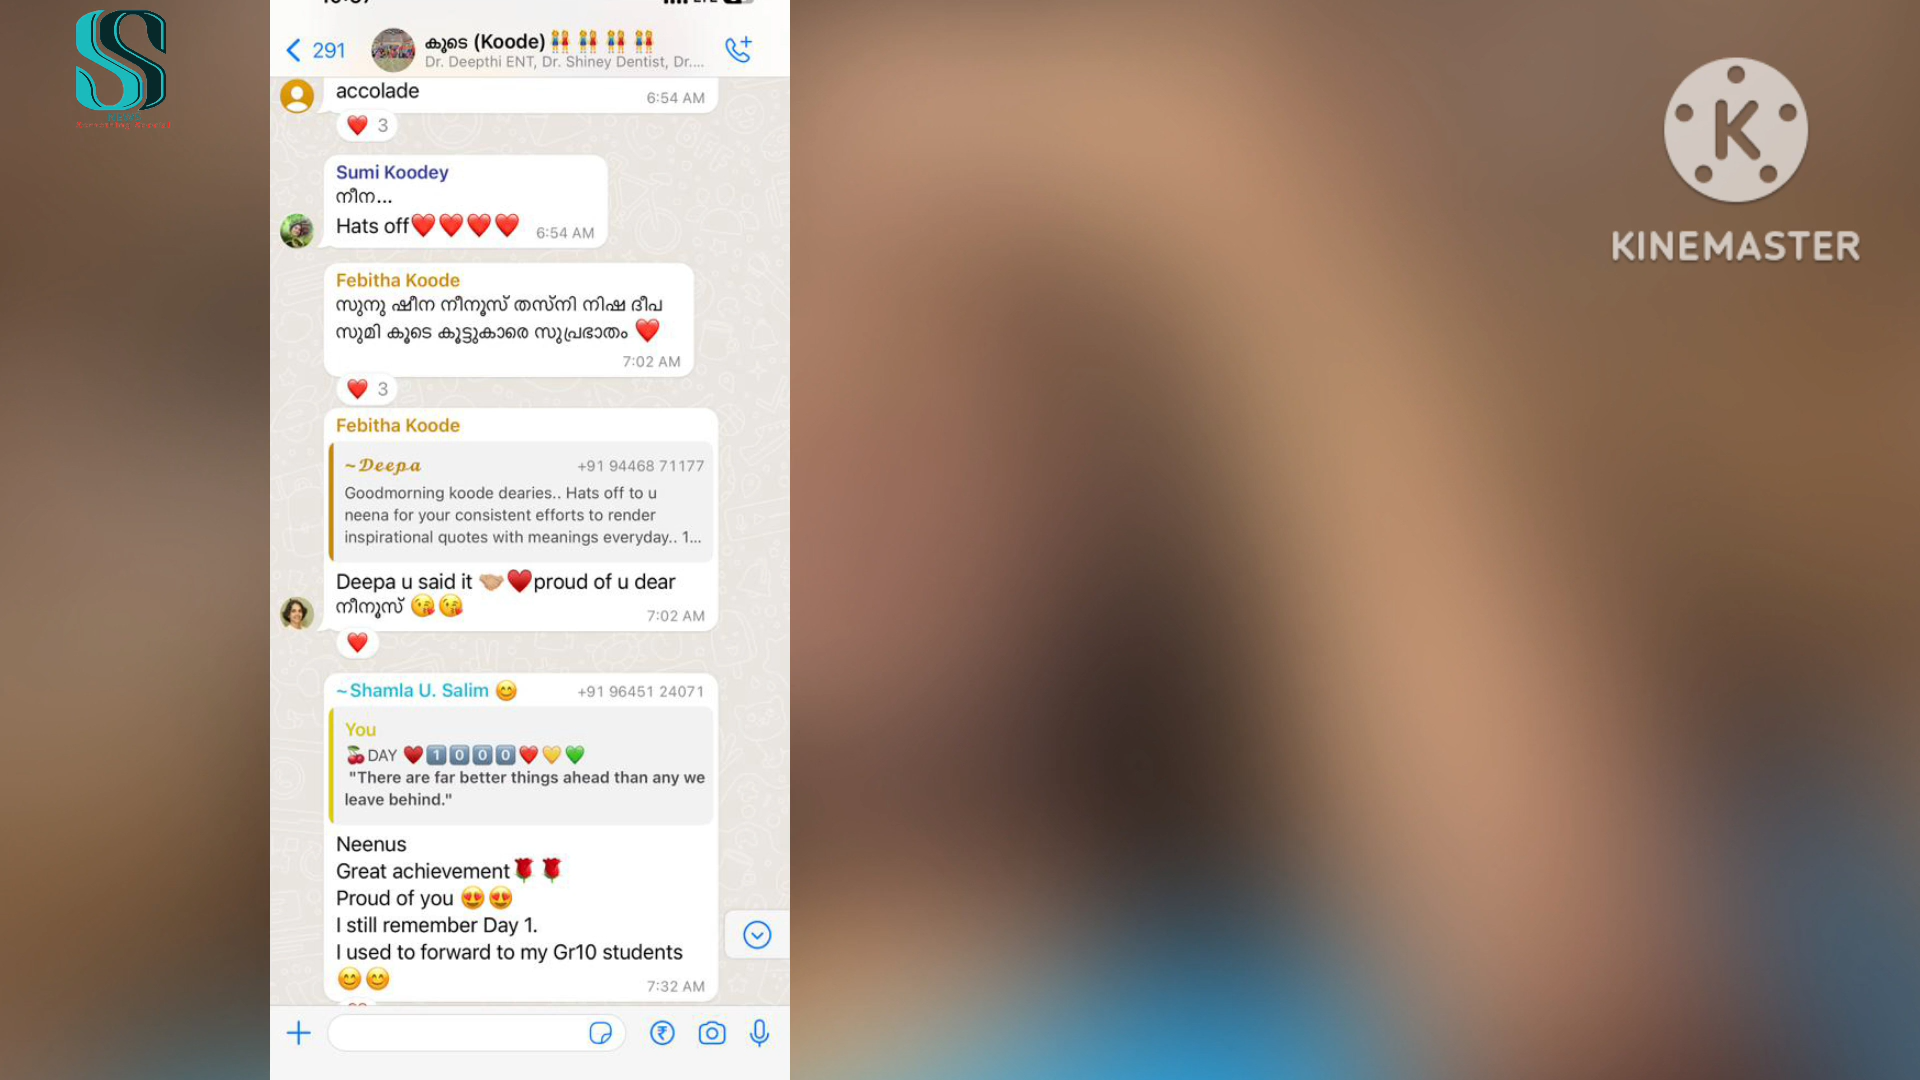 291
കൂടെ (Koode)👭👭👭👭
Dr. Deepthi ENT, Dr. Shiney Dentist, Dr....
accolade
6:54 AM
❤️ 3
Sumi Koodey
നീന...
Hats off❤️❤️❤️❤️ 6:54 AM
Febitha Koode
സുനു ഷീന നീനൂസ് തസ്നി നിഷ ദീപ
സുമി കൂടെ കൂട്ടുകാരെ സുപ്രഭാതം ❤️
7:02 AM
❤️ 3
Febitha Koode
~𝓓𝓮𝓮𝓹𝓪 +91 94468 71177
Goodmorning koode dearies.. Hats off to u
neena for your consistent efforts to render
inspirational quotes with meanings everyday.. 1...
Deepa u said it 🤝🏼❤️proud of u dear
നീനൂസ് 😘😘
7:02 AM
~Shamla U. Salim 😊 +91 96451 24071
You
🍒DAY ❤️1️⃣0️⃣0️⃣0️⃣❤️💛💚
"There are far better things ahead than any we
leave behind."
Neenus
Great achievement🌹🌹
Proud of you 😍😍
I still remember Day 1.
I used to forward to my Gr10 students
😊😊
7:32 AM
K
KINEMASTER